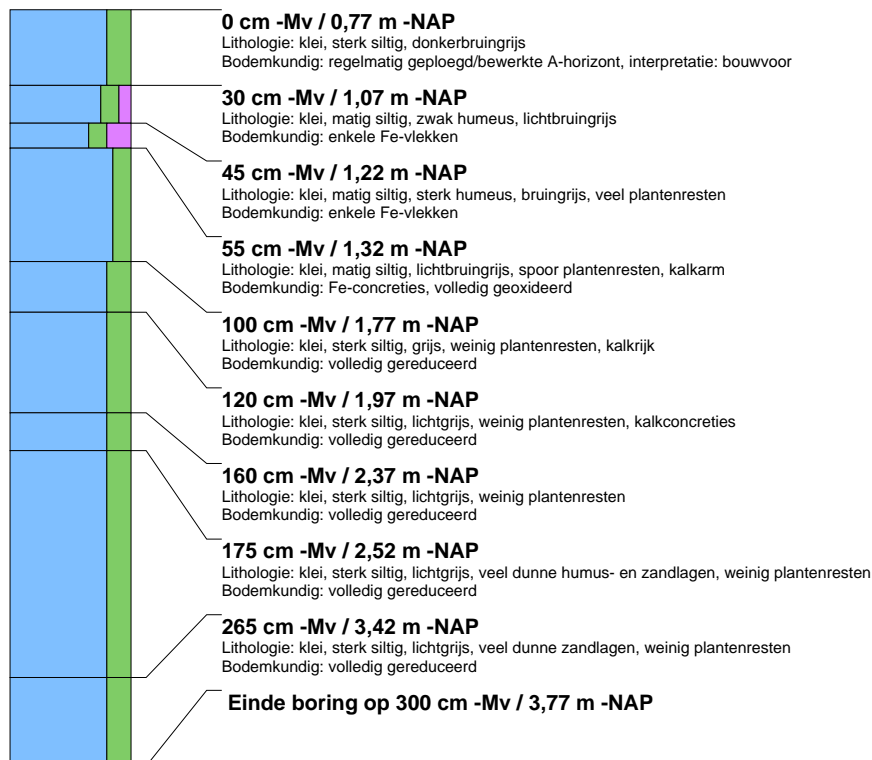 0 cm -Mv / 0,77 m -NAP
Lithologie: klei, sterk siltig, donkerbruingrijs
Bodemkundig: regelmatig geploegd/bewerkte A-horizont, interpretatie: bouwvoor
30 cm -Mv / 1,07 m -NAP
Lithologie: klei, matig siltig, zwak humeus, lichtbruingrijs
Bodemkundig: enkele Fe-vlekken
45 cm -Mv / 1,22 m -NAP
Lithologie: klei, matig siltig, sterk humeus, bruingrijs, veel plantenresten
Bodemkundig: enkele Fe-vlekken
55 cm -Mv / 1,32 m -NAP
Lithologie: klei, matig siltig, lichtbruingrijs, spoor plantenresten, kalkarm
Bodemkundig: Fe-concreties, volledig geoxideerd
100 cm -Mv / 1,77 m -NAP
Lithologie: klei, sterk siltig, grijs, weinig plantenresten, kalkrijk
Bodemkundig: volledig gereduceerd
120 cm -Mv / 1,97 m -NAP
Lithologie: klei, sterk siltig, lichtgrijs, weinig plantenresten, kalkconcreties
Bodemkundig: volledig gereduceerd
160 cm -Mv / 2,37 m -NAP
Lithologie: klei, sterk siltig, lichtgrijs, weinig plantenresten
Bodemkundig: volledig gereduceerd
175 cm -Mv / 2,52 m -NAP
Lithologie: klei, sterk siltig, lichtgrijs, veel dunne humus- en zandlagen, weinig plantenresten
Bodemkundig: volledig gereduceerd
265 cm -Mv / 3,42 m -NAP
Lithologie: klei, sterk siltig, lichtgrijs, veel dunne zandlagen, weinig plantenresten
Bodemkundig: volledig gereduceerd
Einde boring op 300 cm -Mv / 3,77 m -NAP